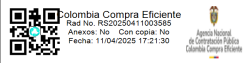 Colombia Compra Eficiente
Rad No. RS20250411003585
Anexos: No Con copia: No
Fecha: 11/04/2025 17:21:30
Agencia Nacional
de Contratación Pública
Colombia Compra Eficiente